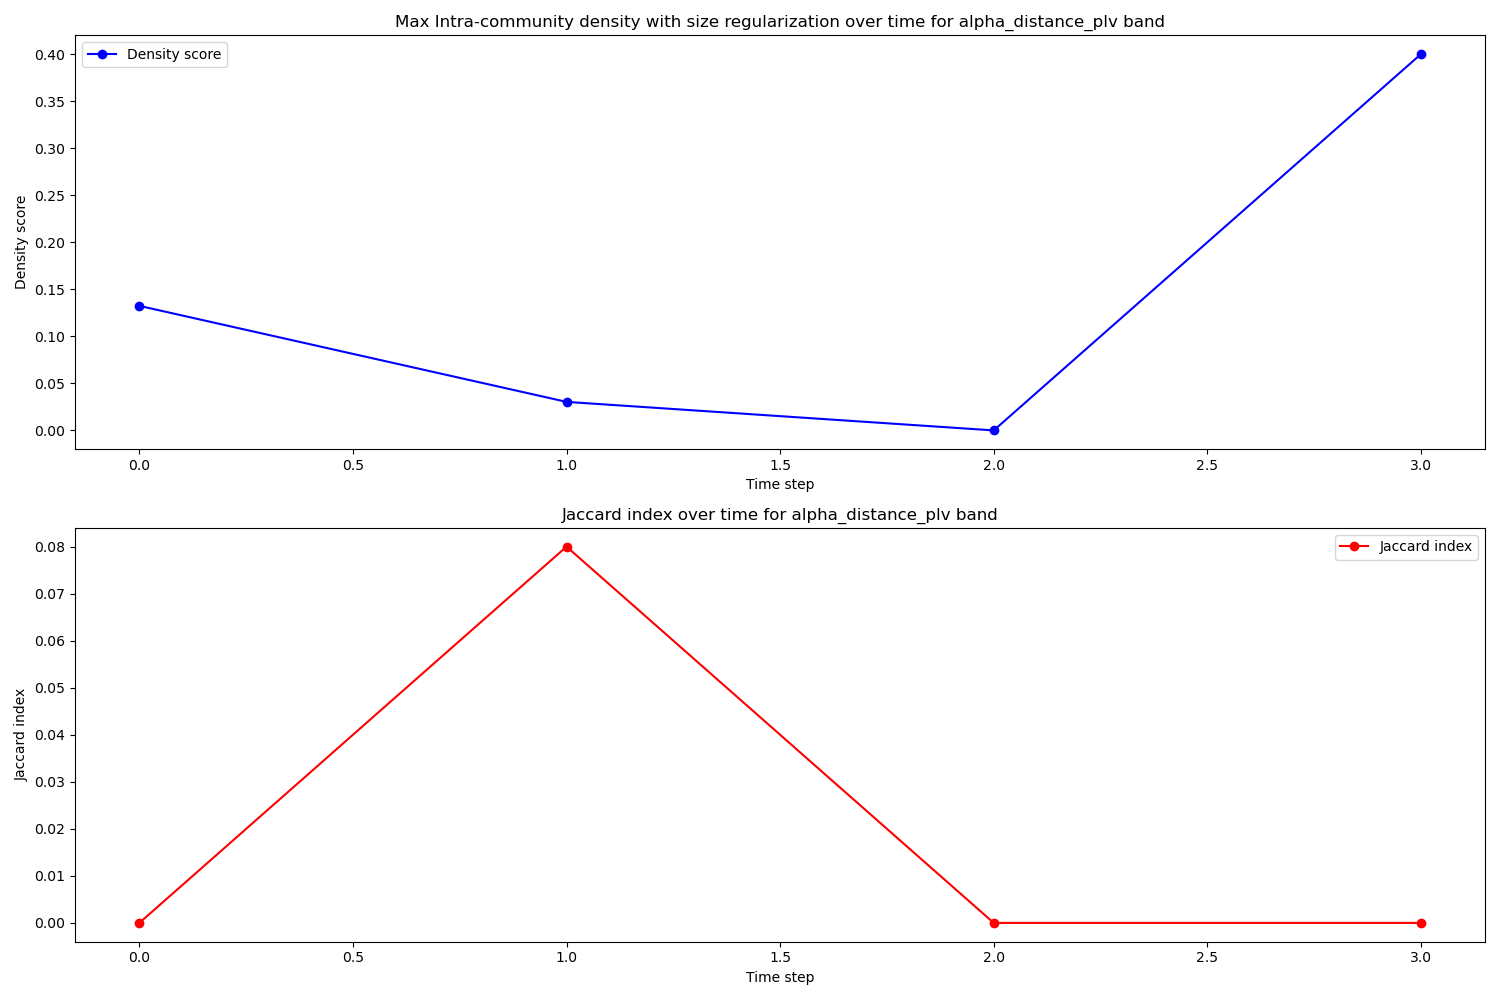 Max Intra-community density with size regularization over time for alpha_distance_plv band
Density score
0.40
0.35
0.30
0.25
0.20
0.15
0.10
0.05
0.00
Density score
0.0 0.5 1.0 1.5 2.0 2.5 3.0
Time step
Jaccard index over time for alpha_distance_plv band
Jaccard index
0.08
0.07
0.06
0.05
0.04
0.03
0.02
0.01
0.00
Jaccard index
0.0 0.5 1.0 1.5 2.0 2.5 3.0
Time step